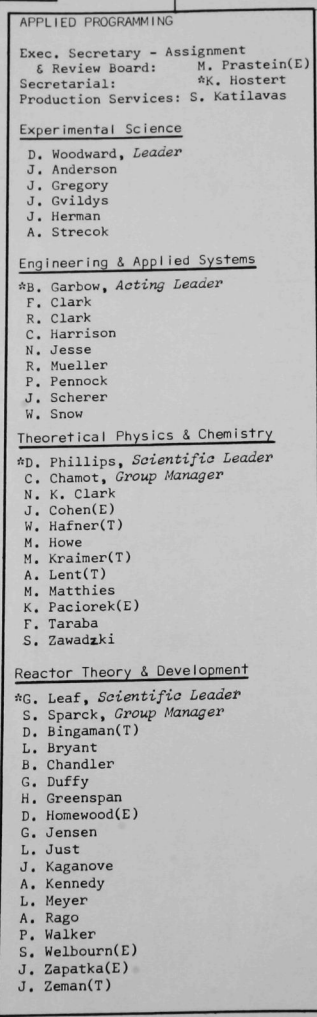 APPLIED PROGRAMMING
Exec. Secretary - Assignment
& Review Board: M. Prastein(E)
Secretarial: *K. Hostert
Production Services: S. Katilavas
Experimental Science
D. Woodward, Leader
J. Anderson
J. Gregory
J. Gvildys
J. Herman
A. Strecok
Engineering & Applied Systems
*B. Garbow, Acting Leader
F. Clark
R. Clark
C. Harrison
N. Jesse
R. Mueller
P. Pennock
J. Scherer
W. Snow
Theoretical Physics & Chemistry
*D. Phillips, Scientific Leader
C. Chamot, Group Manager
N. K. Clark
J. Cohen(E)
W. Hafner(T)
M. Howe
M. Kraimer(T)
A. Lent(T)
M. Matthies
K. Paciorek(E)
F. Taraba
S. Zawadzki
Reactor Theory & Development
*G. Leaf, Scientific Leader
S. Sparck, Group Manager
D. Bingaman(T)
L. Bryant
B. Chandler
G. Duffy
H. Greenspan
D. Homewood(E)
G. Jensen
L. Just
J. Kaganove
A. Kennedy
L. Meyer
A. Rago
P. Walker
S. Welbourn(E)
J. Zapatka(E)
J. Zeman(T)